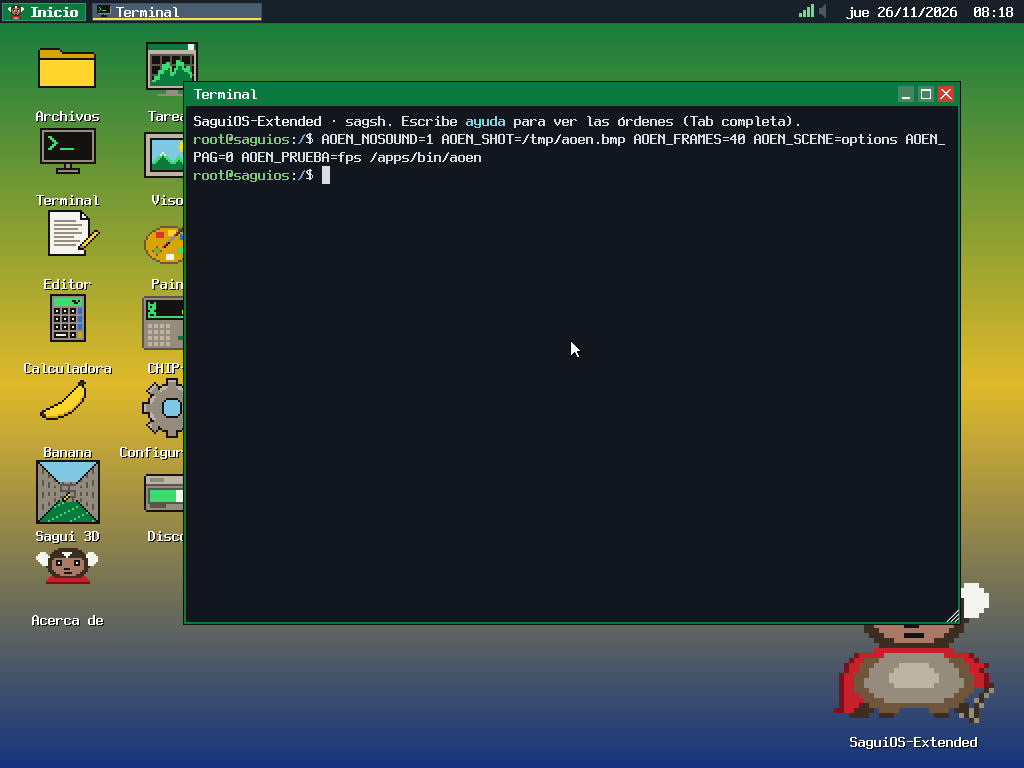 Inicio
Terminal
jue 26/11/2026 08:18
Archivos
Terminal
Editor
Calculadora
Banana
Sagui 3D
Acerca de
Terminal
SaguiOS-Extended · sagsh. Escribe ayuda para ver las órdenes (Tab completa).
root@saguios:/$ AOEN_NOSOUND=1 AOEN_SHOT=/tmp/aoen.bmp AOEN_FRAMES=40 AOEN_SCENE=options AOEN_
PAG=0 AOEN_PRUEBA=fps /apps/bin/aoen
root@saguios:/$
SaguiOS-Extended